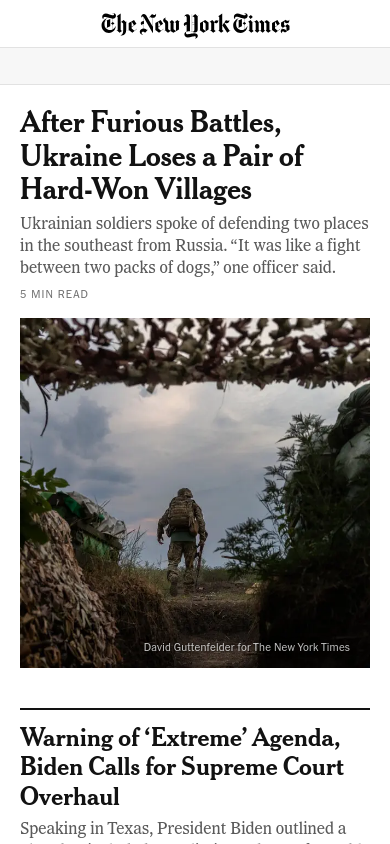 The New York Times
After Furious Battles,
Ukraine Loses a Pair of
Hard-Won Villages
Ukrainian soldiers spoke of defending two places
in the southeast from Russia. “It was like a fight
between two packs of dogs,” one officer said.
5 MIN READ
David Guttenfelder for The New York Times
Warning of ‘Extreme’ Agenda,
Biden Calls for Supreme Court
Overhaul
Speaking in Texas, President Biden outlined a